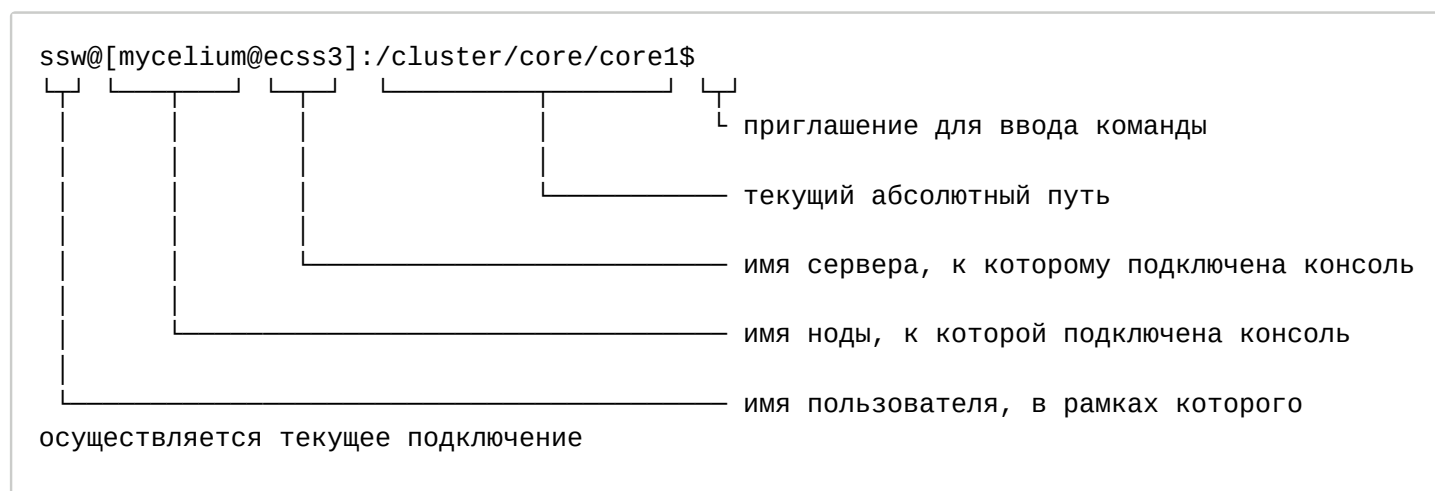 ssw@[mycelium@ecss3]:/cluster/core/core1$
приглашение для ввода команды
текущий абсолютный путь
имя сервера, к которому подключена консоль
имя ноды, к которой подключена консоль
имя пользователя, в рамках которого
осуществляется текущее подключение